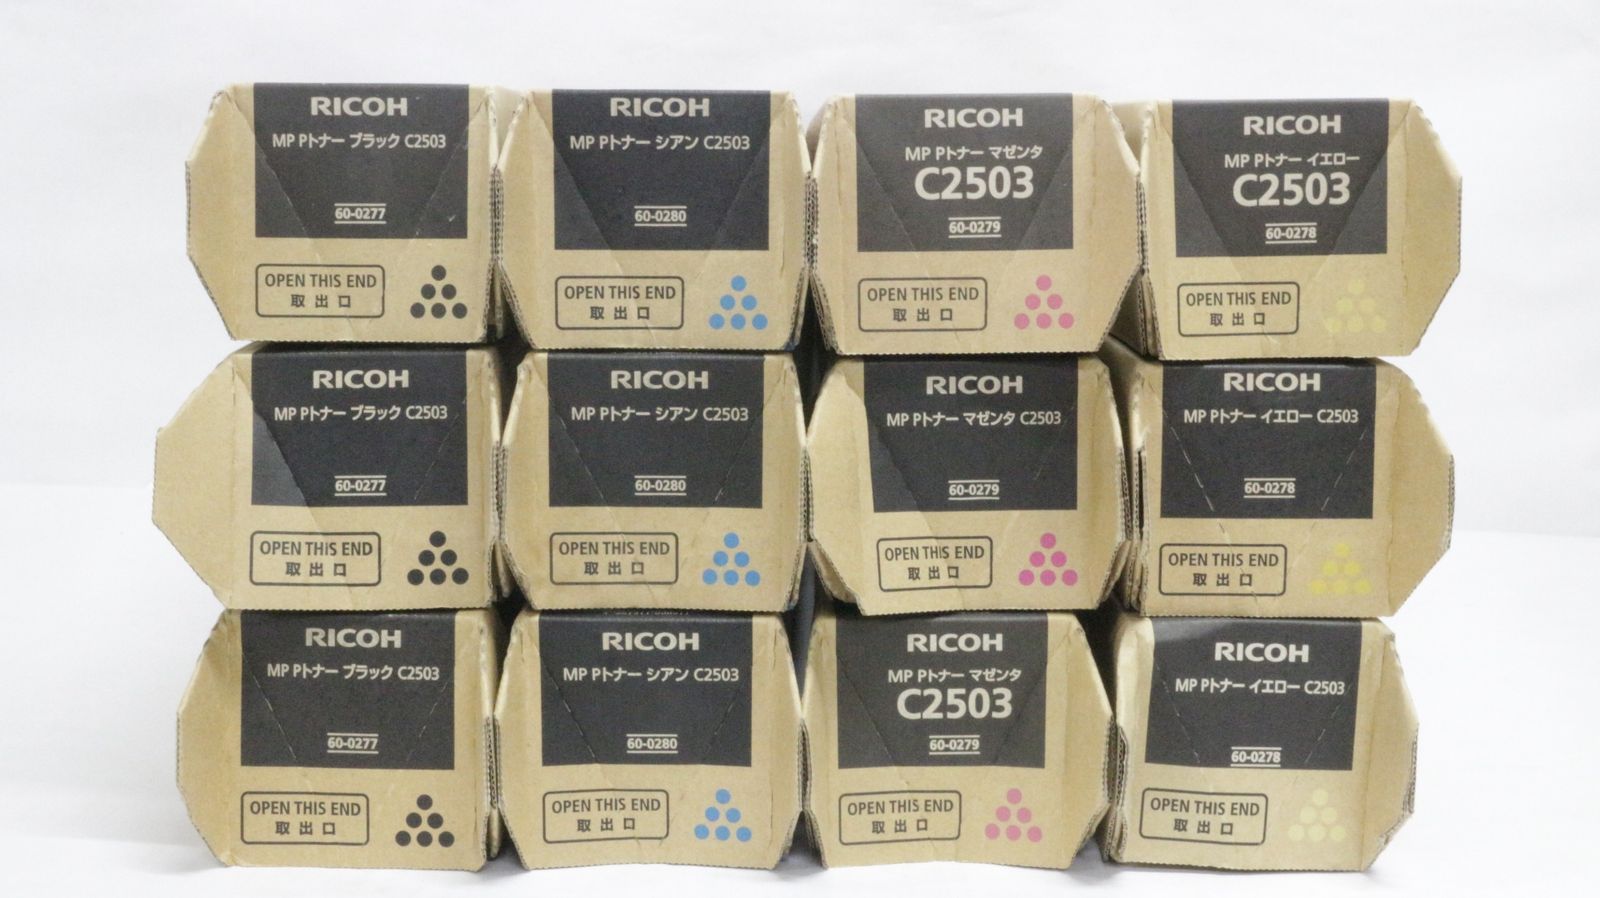 RICOH
MP Pトナー ブラック C2503
60-0277
OPEN THIS END
取出口
RICOH
MP Pトナー シアン C2503
60-0280
OPEN THIS END
取出口
RICOH
MP Pトナー マゼンタ
C2503
60-0279
OPEN THIS END
取出口
RICOH
MP Pトナー イエロー
C2503
60-0278
OPEN THIS END
取出口
RICOH
MP Pトナー ブラック C2503
60-0277
OPEN THIS END
取出口
RICOH
MP Pトナー シアン C2503
60-0280
OPEN THIS END
取出口
RICOH
MP Pトナー マゼンタ C2503
60-0279
OPEN THIS END
取出口
RICOH
MP Pトナー イエロー C2503
60-0278
OPEN THIS END
取出口
RICOH
MP Pトナー ブラック C2503
60-0277
OPEN THIS END
取出口
RICOH
MP Pトナー シアン C2503
60-0280
OPEN THIS END
取出口
RICOH
MP Pトナー マゼンタ
C2503
60-0279
OPEN THIS END
取出口
RICOH
MP Pトナー イエロー C2503
60-0278
OPEN THIS END
取出口